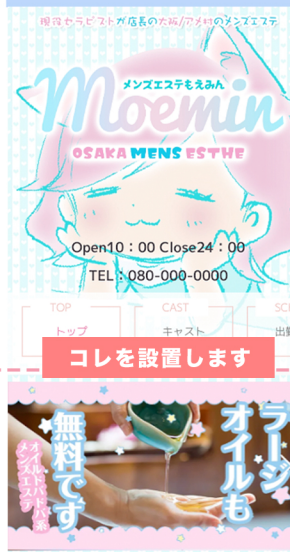 現役セラピストが店長の大阪/アメ村のメンズエステ
メンズエステもえみん
Moemin
OSAKA MENS ESTHE
Open10：00 Close24：00
TEL：080-000-0000
TOP
CAST
SC
トップ
キャスト
出勤
コレを設置します
ラージ
オイルも
無料です
オイルドバドバ系
メンズエステ